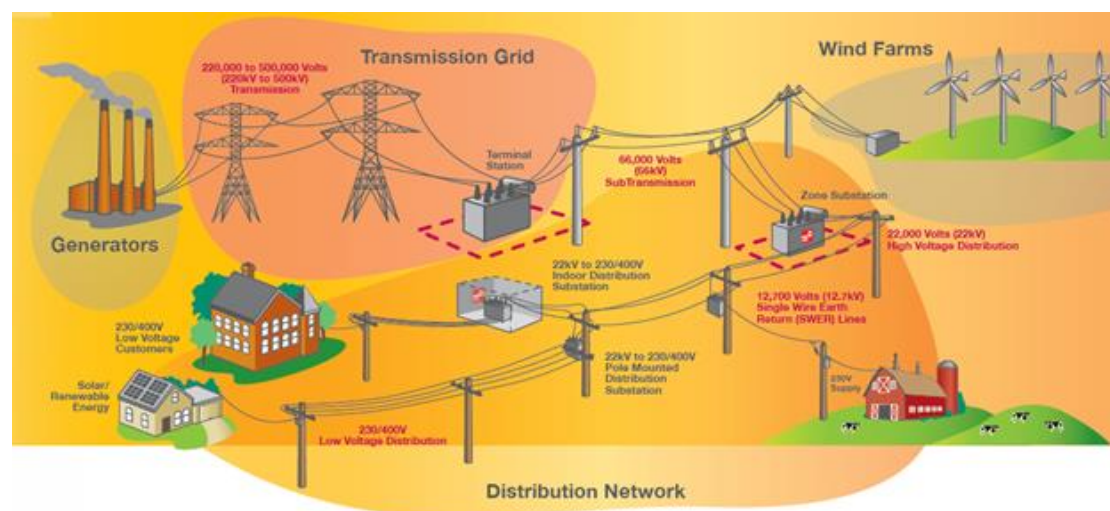 Transmission Grid
Wind Farms
220,000 to 500,000 Volts
(220kV to 500kV)
Transmission
Terminal
Station
66,000 Volts
(66kV)
SubTransmission
Zone Substation
Generators
22,000 Volts (22kV)
High Voltage Distribution
22kV to 230/400V
Indoor Distribution
Substation
12,700 Volts (12.7kV)
Single Wire Earth
Return (SWER) Lines
230/400V
Low Voltage
Customers
22kV to 230/400V
Pole Mounted
Distribution
Substation
Solar/
Renewable
Energy
230V
Supply
230/400V
Low Voltage Distribution
Distribution Network